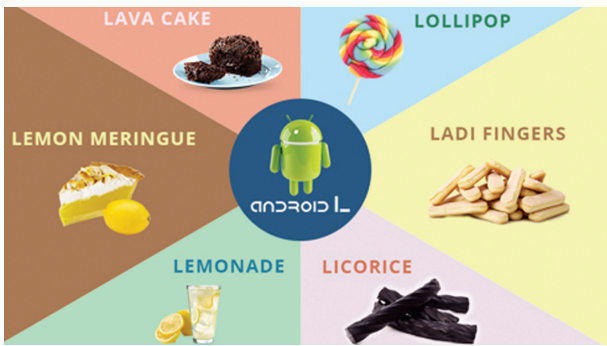 LAVA CAKE
LOLLIPOP
LEMON MERINGUE
LADI FINGERS
ANDROID L
LEMONADE
LICORICE